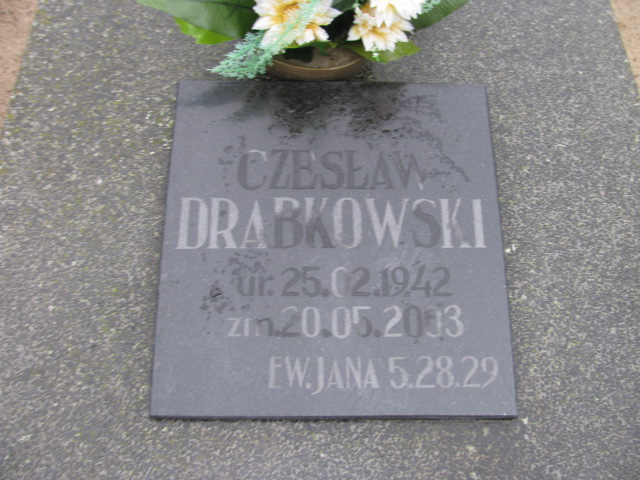 CZESŁAW
DRABKOWSKI
ur. 25.02.1942
zm. 20.05.2003
EW. JANA 5.28.29